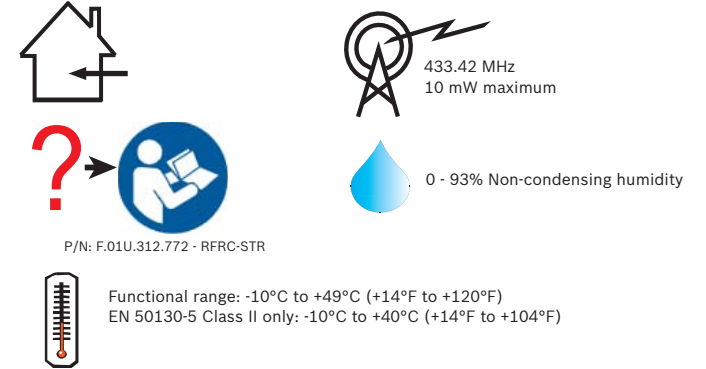 433.42 MHz
10 mW maximum
?
0 - 93% Non-condensing humidity
P/N: F.01U.312.772 - RFRC-STR
Functional range: -10°C to +49°C (+14°F to +120°F)
EN 50130-5 Class II only: -10°C to +40°C (+14°F to +104°F)